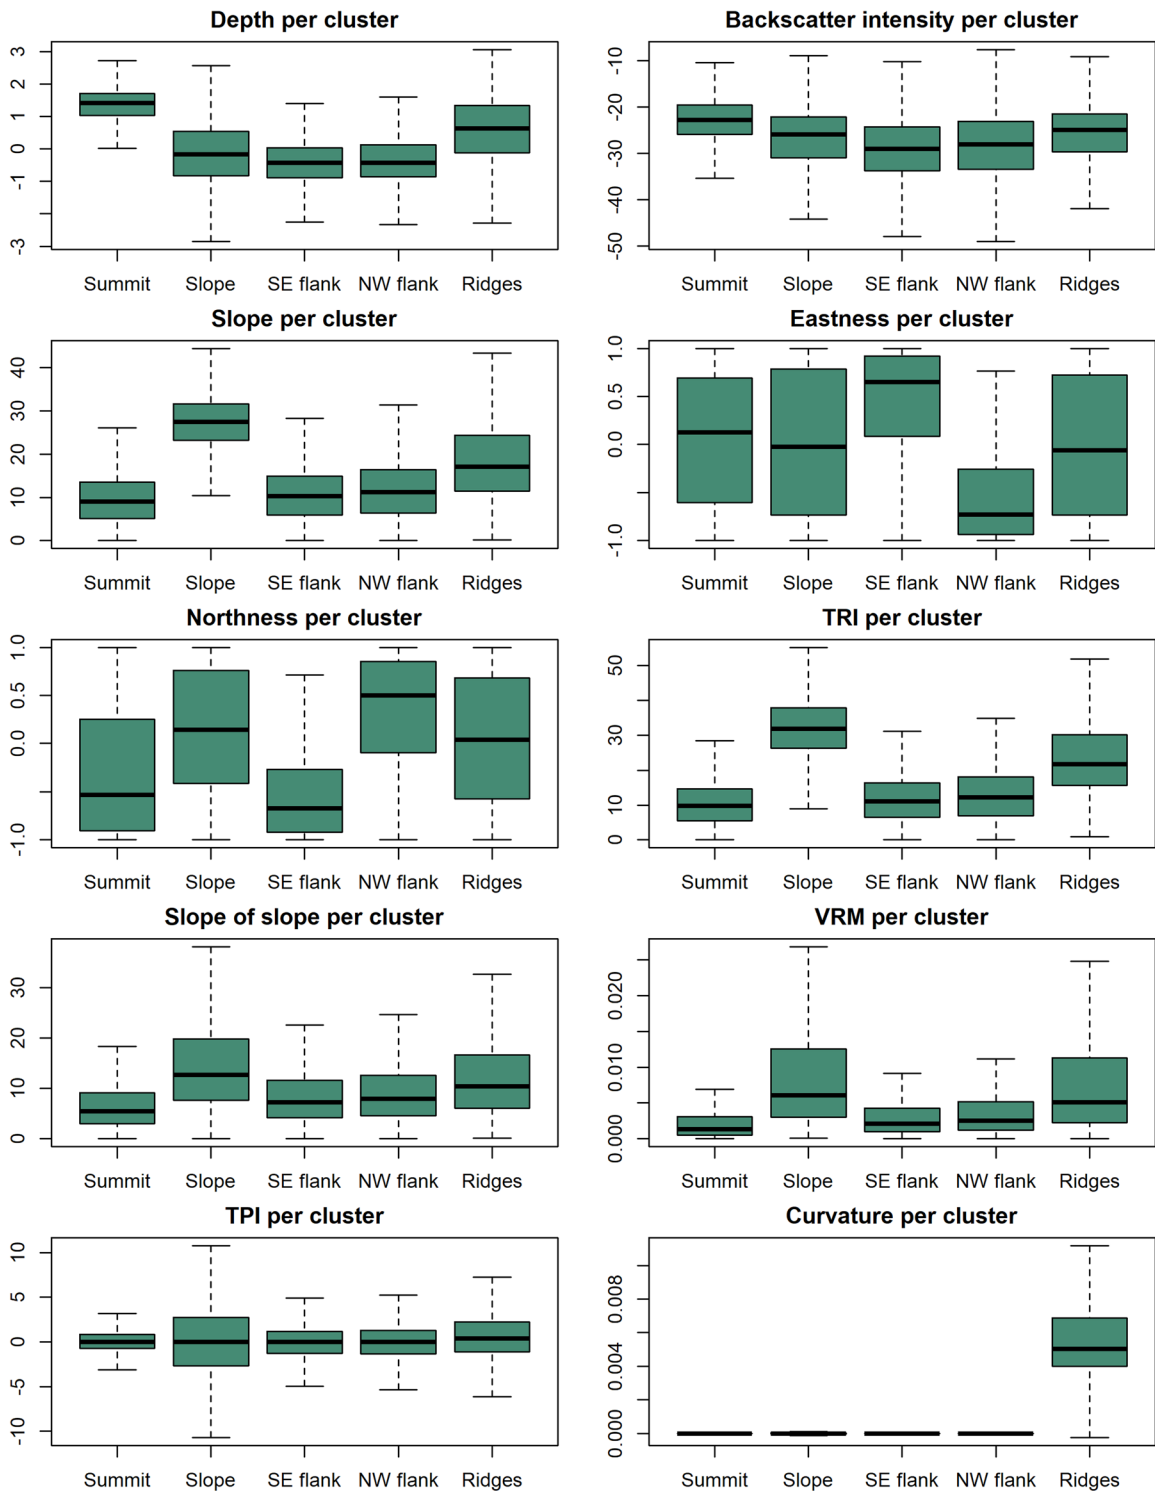 Depth per cluster
3
2
1
0
-1
-3
Summit Slope SE flank NW flank Ridges
Backscatter intensity per cluster
-10
-20
-30
-40
-50
Summit Slope SE flank NW flank Ridges
Slope per cluster
40
30
20
10
0
Summit Slope SE flank NW flank Ridges
Eastness per cluster
1.0
0.5
0.0
-1.0
Summit Slope SE flank NW flank Ridges
Northness per cluster
1.0
0.5
0.0
-1.0
Summit Slope SE flank NW flank Ridges
TRI per cluster
50
30
10
0
Summit Slope SE flank NW flank Ridges
Slope of slope per cluster
30
20
10
0
Summit Slope SE flank NW flank Ridges
VRM per cluster
0.020
0.010
0.000
Summit Slope SE flank NW flank Ridges
TPI per cluster
10
5
0
-5
-10
Summit Slope SE flank NW flank Ridges
Curvature per cluster
0.008
0.004
0.000
Summit Slope SE flank NW flank Ridges